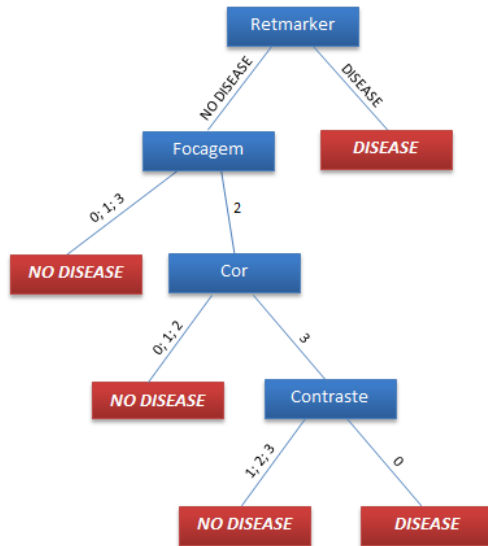 Retmarker
NO DISEASE
DISEASE
Focagem
DISEASE
0; 1; 3
2
NO DISEASE
Cor
0; 1; 2
3
NO DISEASE
Contraste
1; 2; 3
0
NO DISEASE
DISEASE